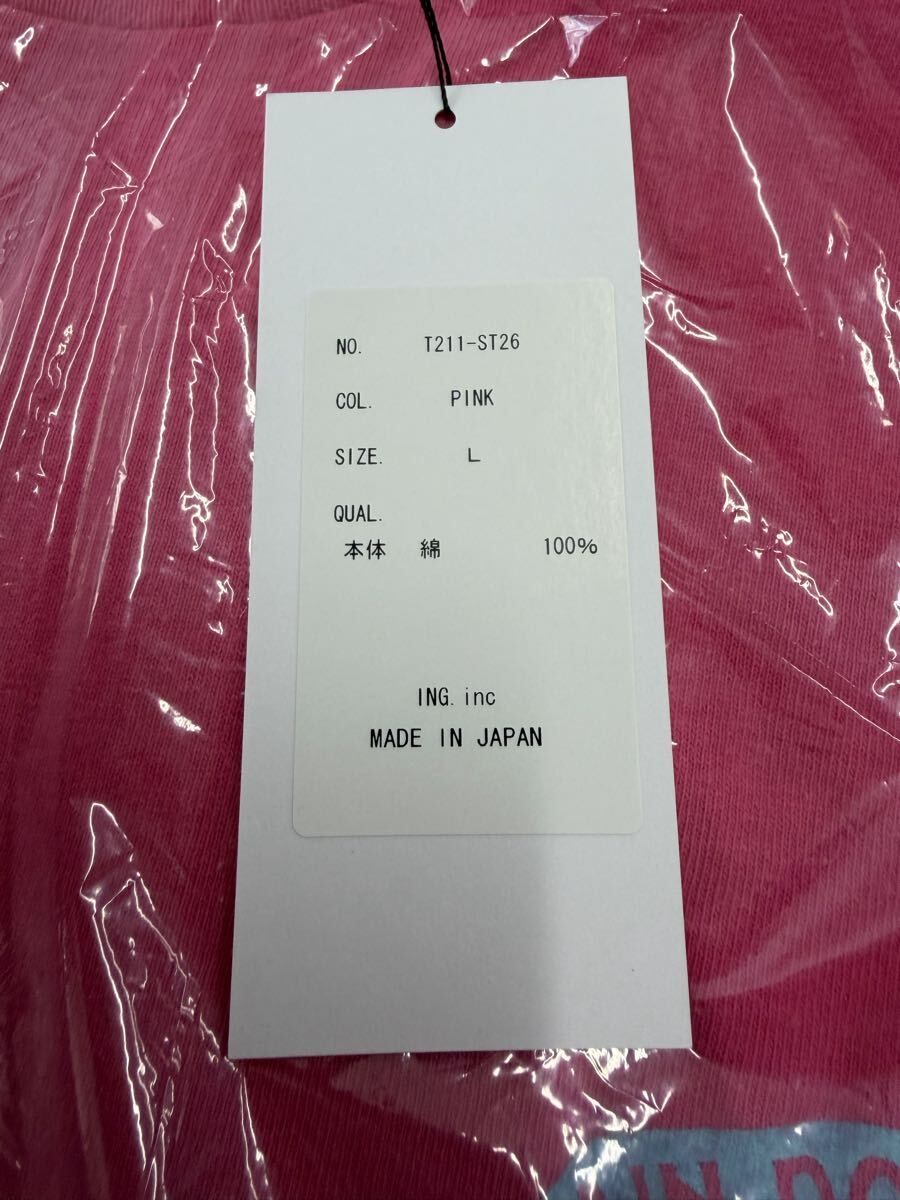 NO. T211-ST26
COL. PINK
SIZE. L
QUAL.
本体 綿 100%
ING. inc
MADE IN JAPAN